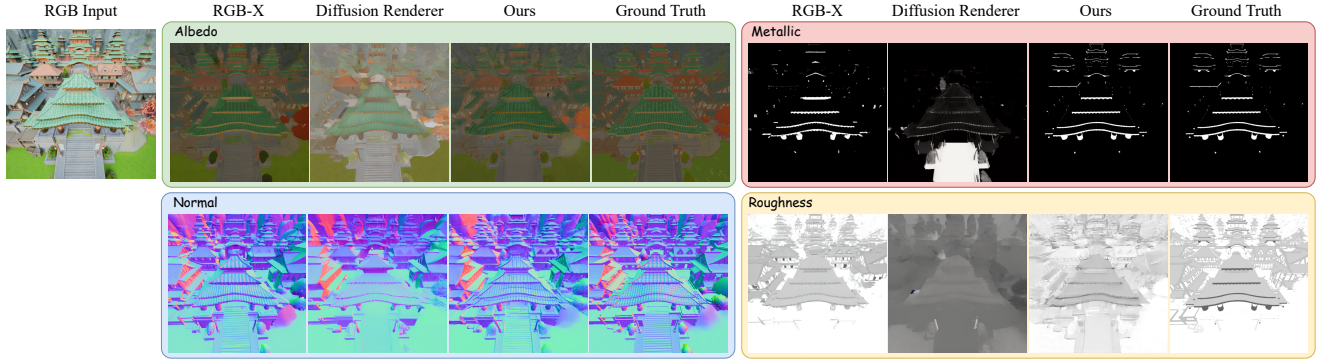 RGB Input
RGB-X Diffusion Renderer Ours Ground Truth
RGB-X Diffusion Renderer Ours Ground Truth
Albedo
Metallic
Normal
Roughness